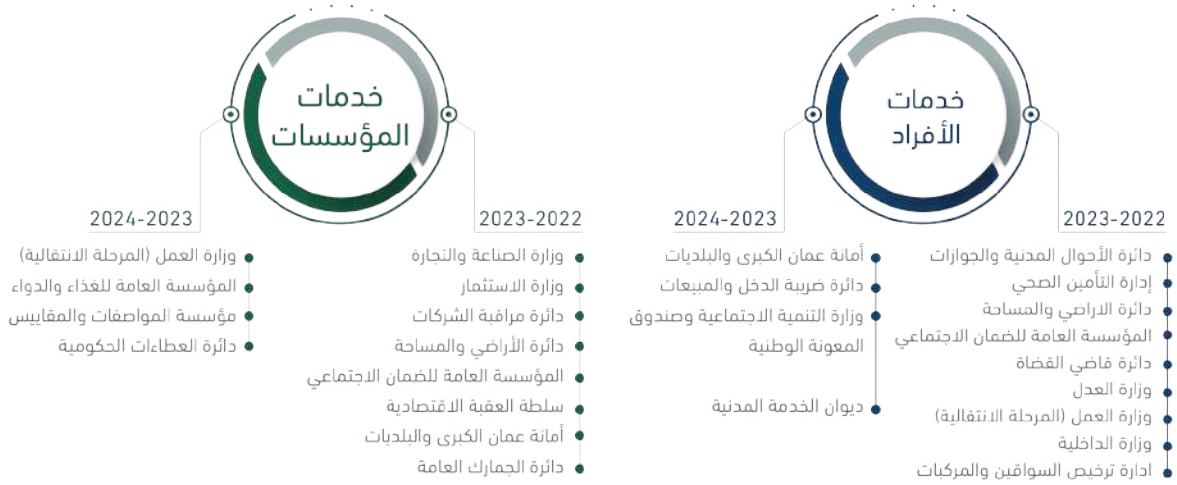 خدمات
الأفراد
2023-2022
دائرة الأحوال المدنية والجوازات
إدارة التأمين الصحي
دائرة الاراضي والمساحة
المؤسسة العامة للضمان الاجتماعي
دائرة قاضي القضاة
وزارة العدل
وزارة العمل (المرحلة الانتقالية)
وزارة الداخلية
ادارة ترخيص السواقين والمركبات
2024-2023
أمانة عمان الكبرى والبلديات
دائرة ضريبة الدخل والمبيعات
وزارة التنمية الاجتماعية وصندوق
المعونة الوطنية
ديوان الخدمة المدنية
خدمات
المؤسسات
2023-2022
وزارة الصناعة والتجارة
وزارة الاستثمار
دائرة مراقبة الشركات
دائرة الأراضي والمساحة
المؤسسة العامة للضمان الاجتماعي
سلطة العقبة الاقتصادية
أمانة عمان الكبرى والبلديات
دائرة الجمارك العامة
2024-2023
وزارة العمل (المرحلة الانتقالية)
المؤسسة العامة للغذاء والدواء
مؤسسة المواصفات والمقاييس
دائرة العطاءات الحكومية